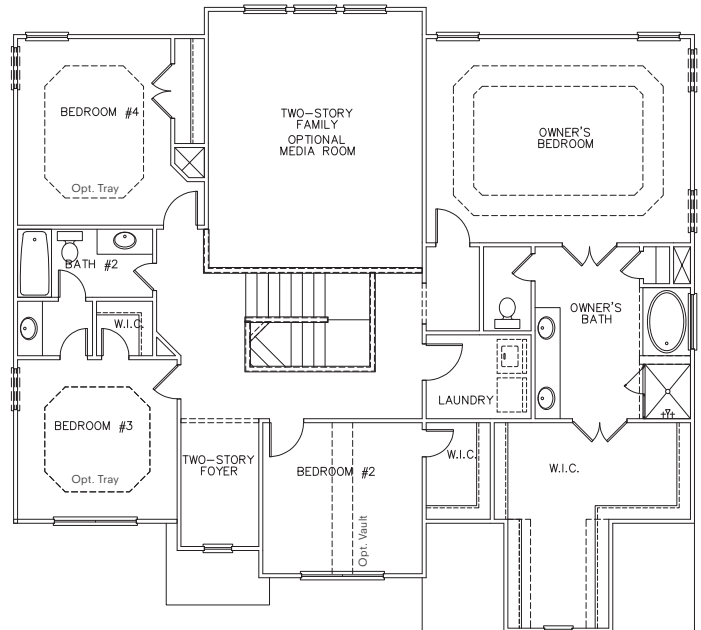 BEDROOM #4
Opt. Tray
TWO-STORY
FAMILY
OPTIONAL
MEDIA ROOM
OWNER'S
BEDROOM
BATH #2
W.I.C.
OWNER'S
BATH
LAUNDRY
BEDROOM #3
Opt. Tray
TWO-STORY
FOYER
BEDROOM #2
Opt. Vault
W.I.C.
W.I.C.